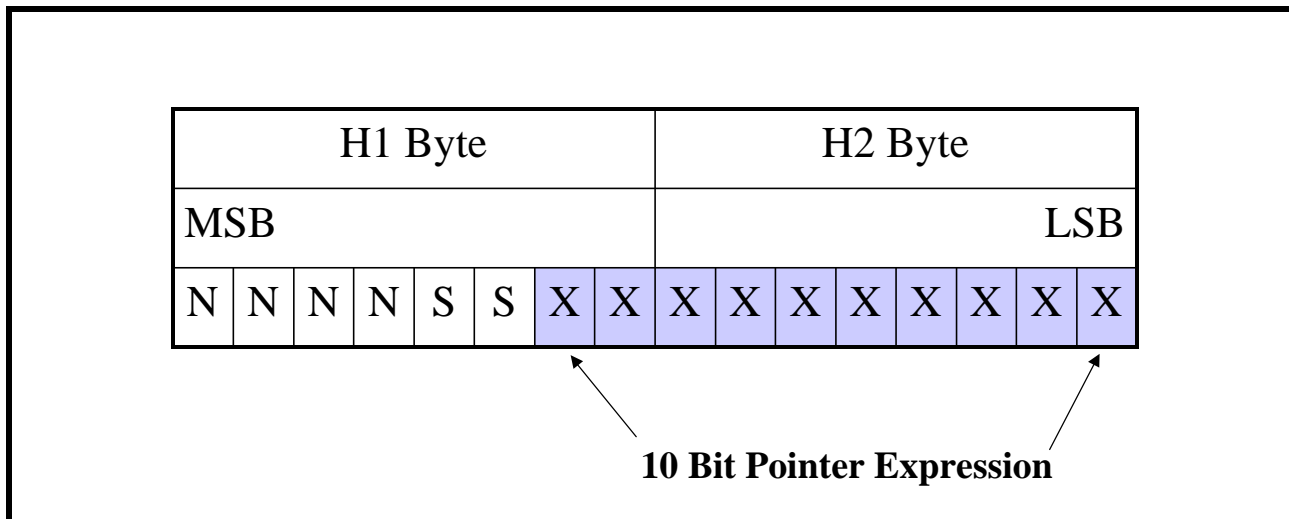 H1 Byte H2 Byte
MSB LSB
N N N N S S X X X X X X X X X X
10 Bit Pointer Expression